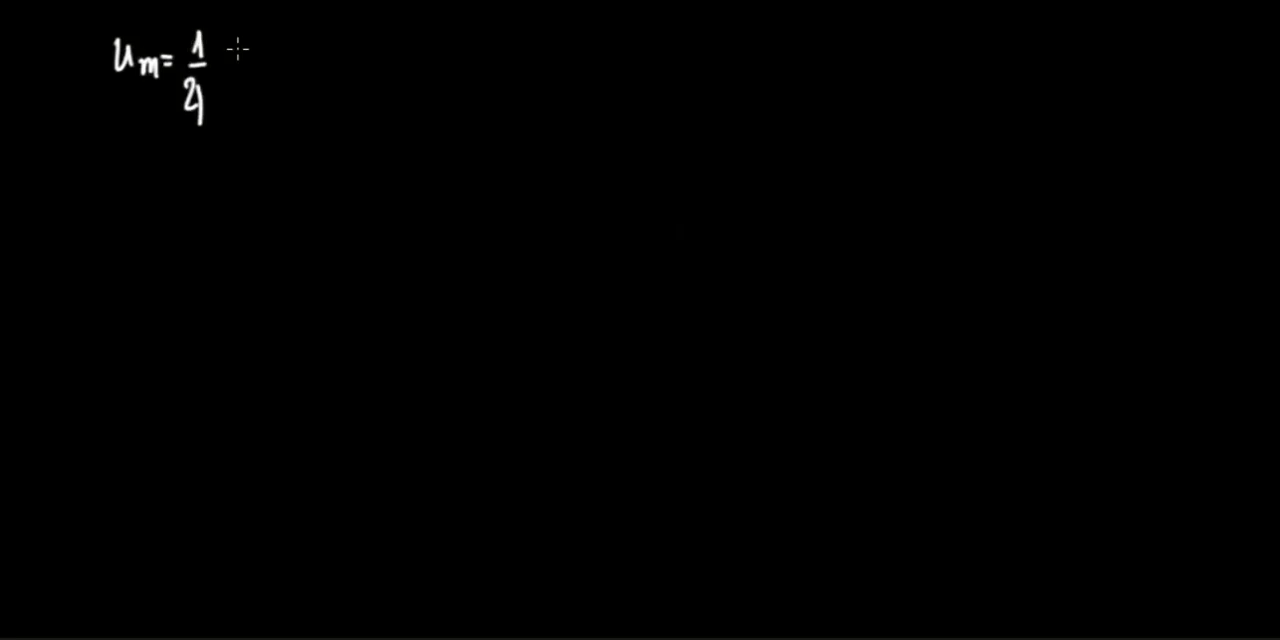 u_m = 1/2